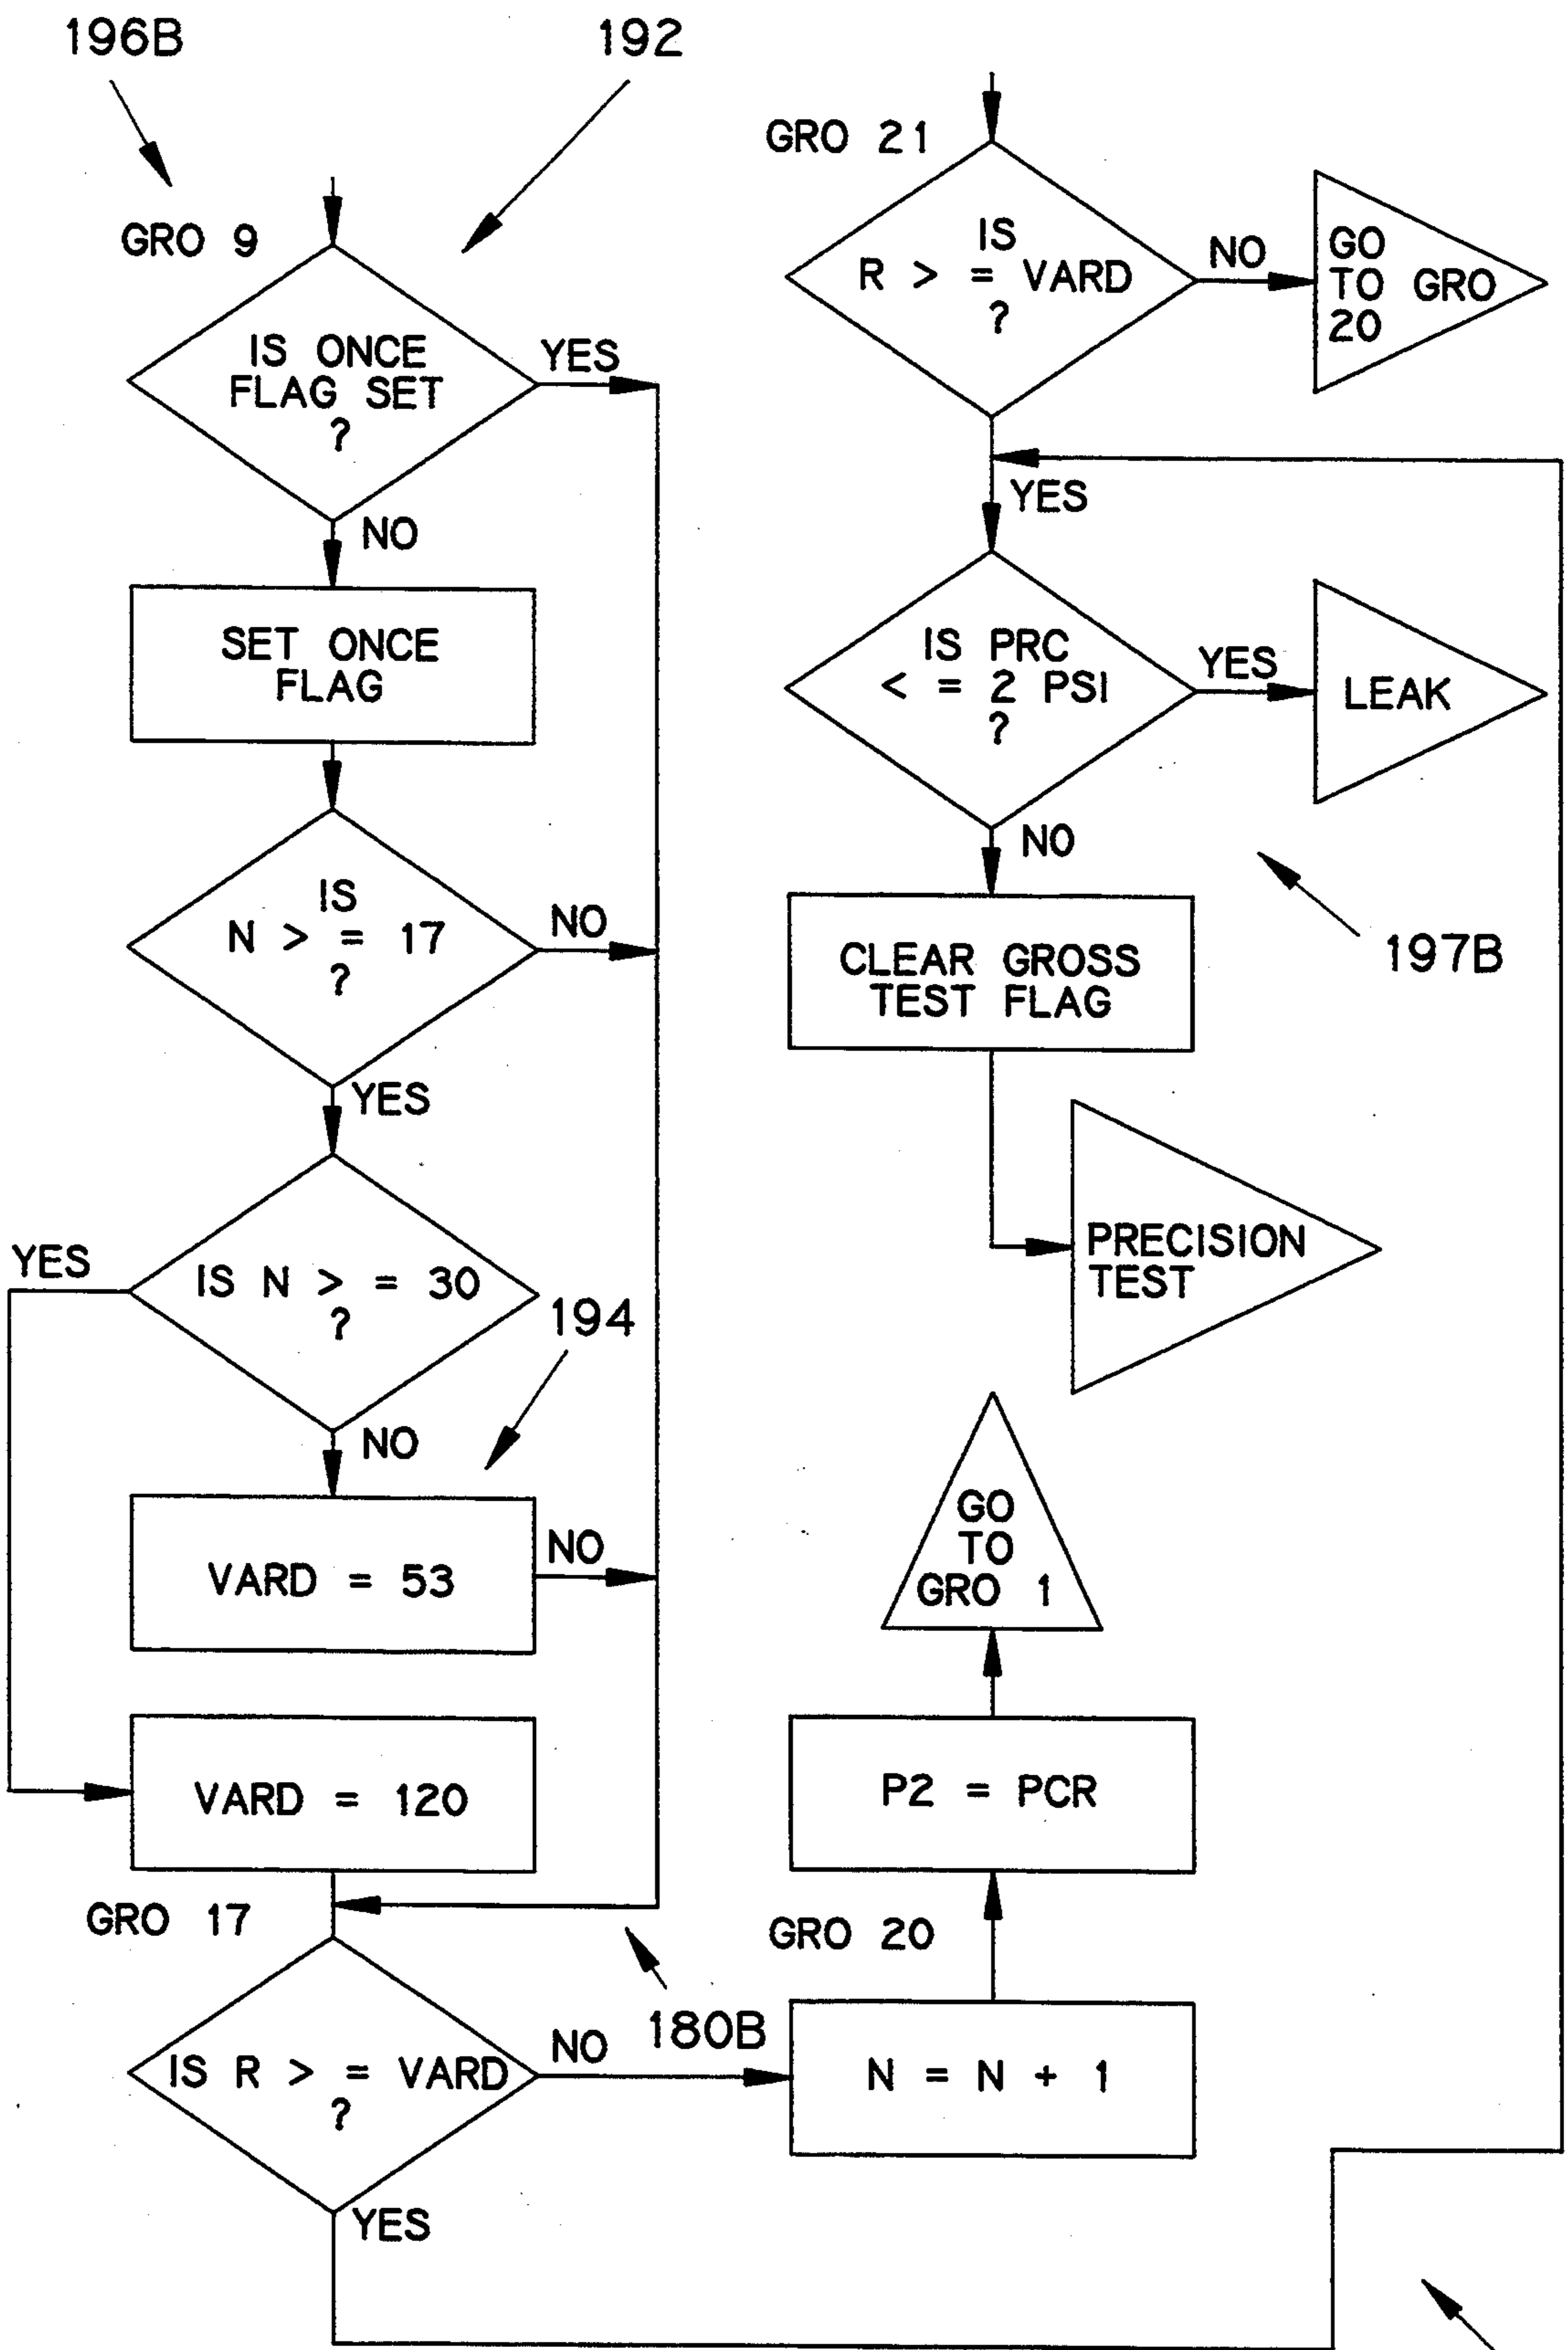 196B
192
GRO 9
IS ONCE
FLAG SET
?
YES
NO
SET ONCE
FLAG
IS
N > = 17
?
NO
YES
IS N > = 30
?
YES
NO
194
VARD = 53
NO
VARD = 120
GRO 17
180B
IS R > = VARD
?
NO
YES
GRO 21
IS
R > = VARD
?
NO
GO
TO GRO
20
YES
IS PRC
< = 2 PSI
?
YES
LEAK
NO
197B
CLEAR GROSS
TEST FLAG
PRECISION
TEST
GO
TO
GRO 1
P2 = PCR
GRO 20
N = N + 1